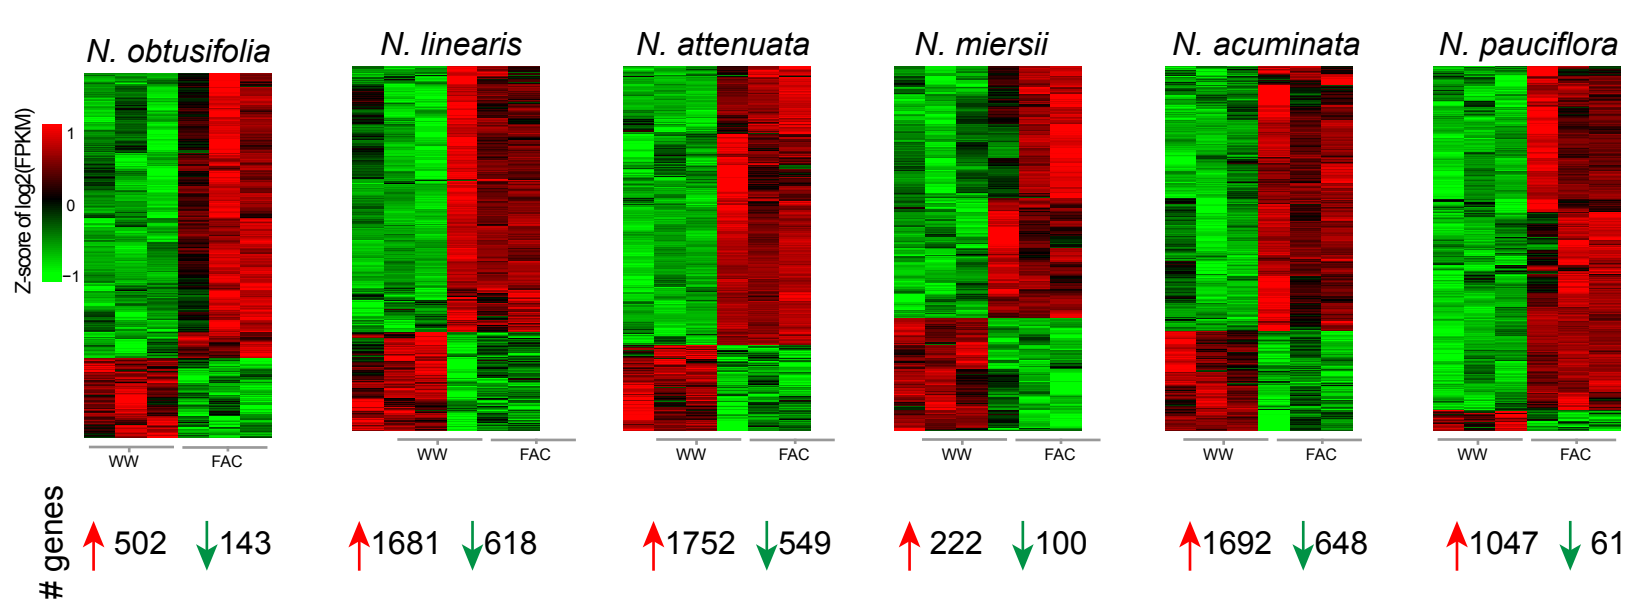 N. obtusifolia
N. linearis
N. attenuata
N. miersii
N. acuminata
N. pauciflora
Z-score of log2(FPKM)
1
0
−1
WW FAC
WW FAC
WW FAC
WW FAC
WW FAC
WW FAC
# genes
502 143
1681 618
1752 549
222 100
1692 648
1047 61